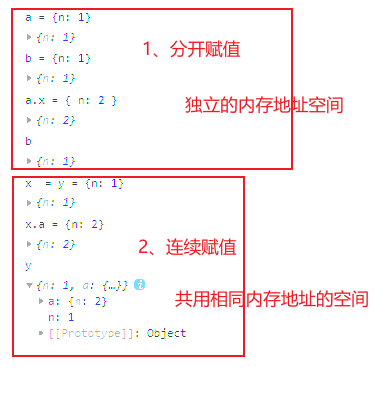 a = {n: 1}
▸ {n: 1}
1、分开赋值
b = {n: 1}
▸ {n: 1}
a.x = { n: 2 }
独立的内存地址空间
▸ {n: 2}
b
▸ {n: 1}
x = y = {n: 1}
▸ {n: 1}
x.a = {n: 2}
▸ {n: 2}
2、连续赋值
y
▾ {n: 1, a: {…}} i
▸ a: {n: 2}
共用相同内存地址的空间
n: 1
▸ [[Prototype]]: Object